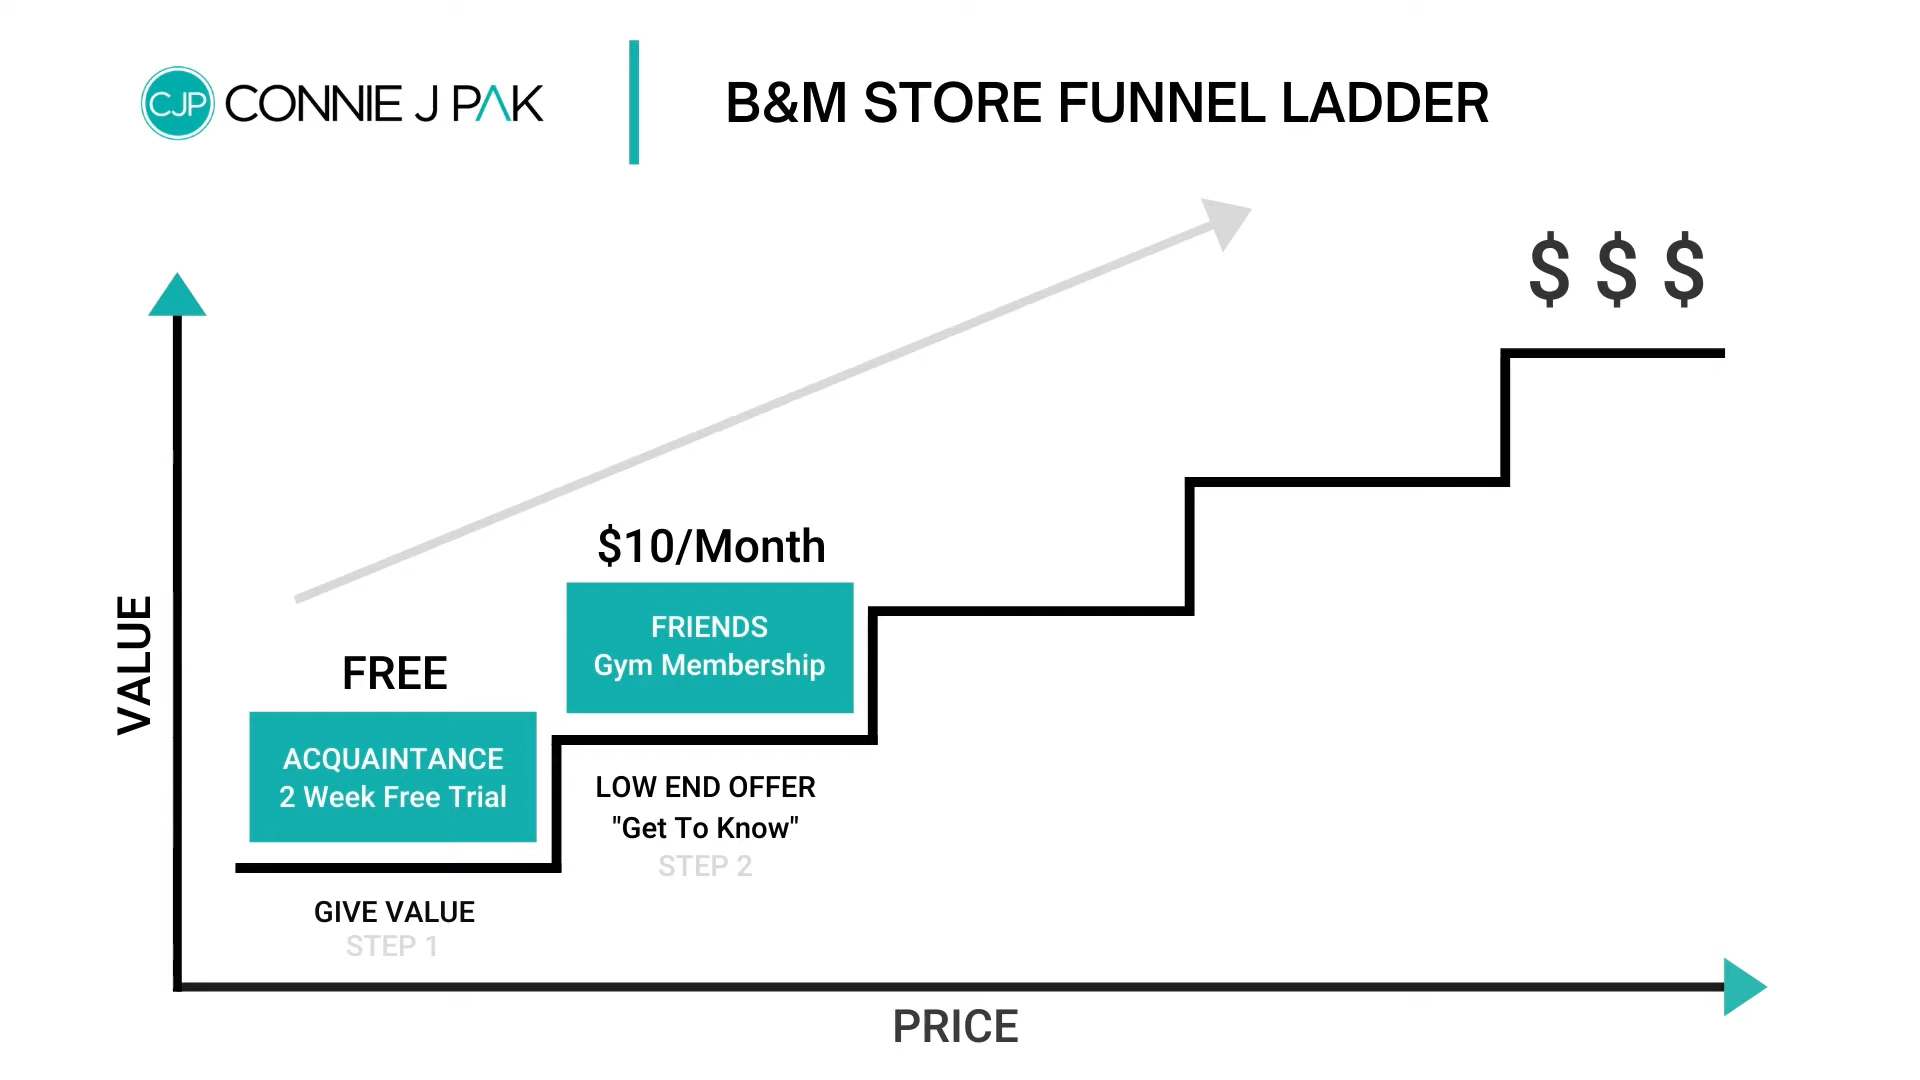 CJP CONNIE J PAK
B&M STORE FUNNEL LADDER
$ $ $
$10/Month
FRIENDS
Gym Membership
FREE
ACQUAINTANCE
2 Week Free Trial
LOW END OFFER
"Get To Know"
STEP 2
GIVE VALUE
STEP 1
VALUE
PRICE